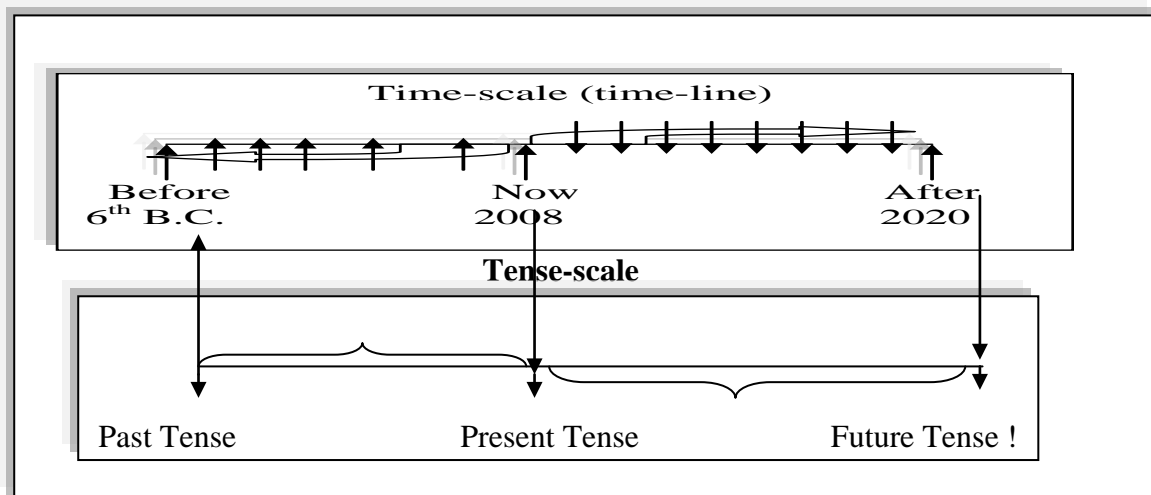 Time-scale (time-line)
Before Now After
6th B.C. 2008 2020
Tense-scale
Past Tense Present Tense Future Tense !